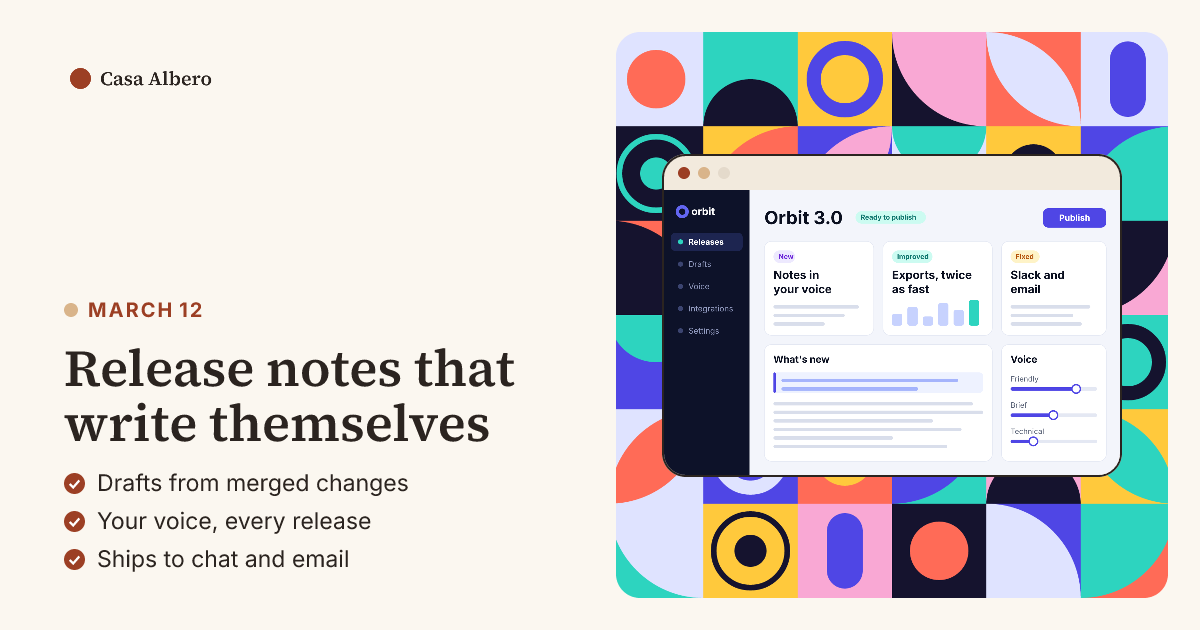 Casa Albero
MARCH 12
Release notes that
write themselves
Drafts from merged changes
Your voice, every release
Ships to chat and email
orbit
Releases
Drafts
Voice
Integrations
Settings
Orbit 3.0
Ready to publish
Publish
New
Notes in
your voice
Improved
Exports, twice
as fast
Fixed
Slack and
email
What's new
Voice
Friendly
Brief
Technical